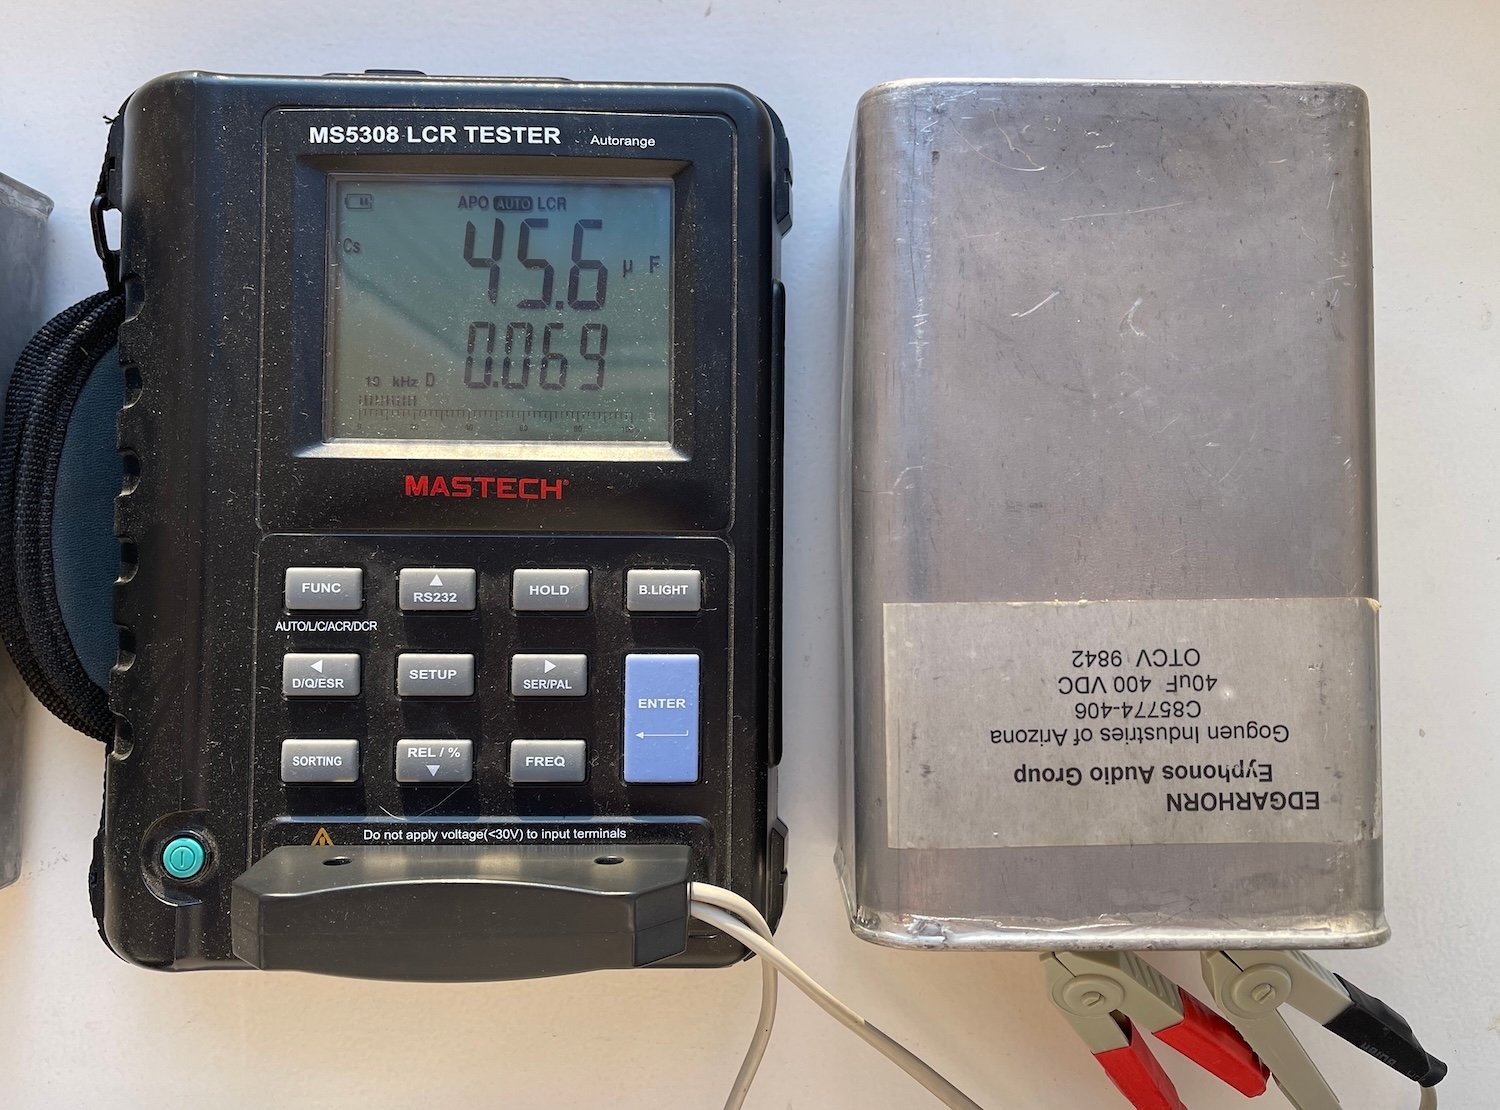 MS5308 LCR TESTER Autorange
APO AUTO LCR
Cs
45.6 µ F
10 kHz D 0.069
MASTECH
FUNC
RS232
HOLD
B.LIGHT
AUTO/L/C/ACR/DCR
D/Q/ESR
SETUP
SER/PAL
ENTER
SORTING
REL / %
FREQ
Do not apply voltage(<30V) to input terminals
EDGARHORN
Eyphonos Audio Group
Goguen Industries of Arizona
C85774-406
40uF 400 VDC
OTCV 9842